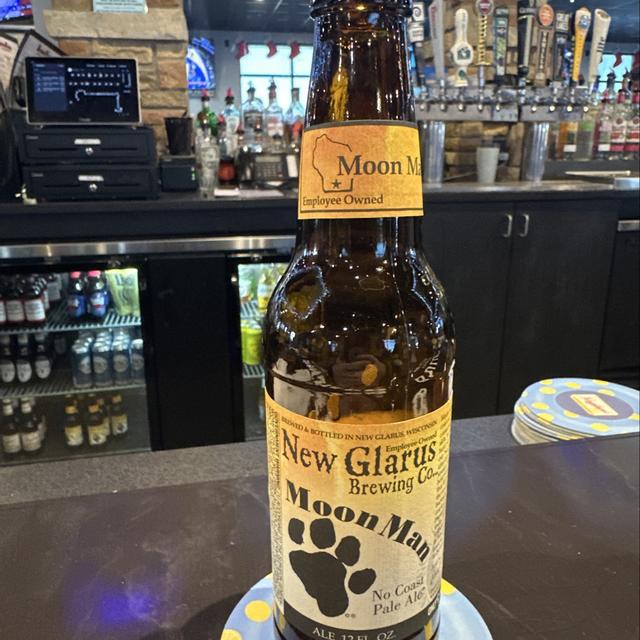 Moon Ma
Employee Owned
BREWED & BOTTLED IN NEW GLARUS, WISCONSIN
Employee Owned
New Glarus
Brewing Co.
Moon Man
No Coast
Pale Ale
ALE 12 FL. OZ.